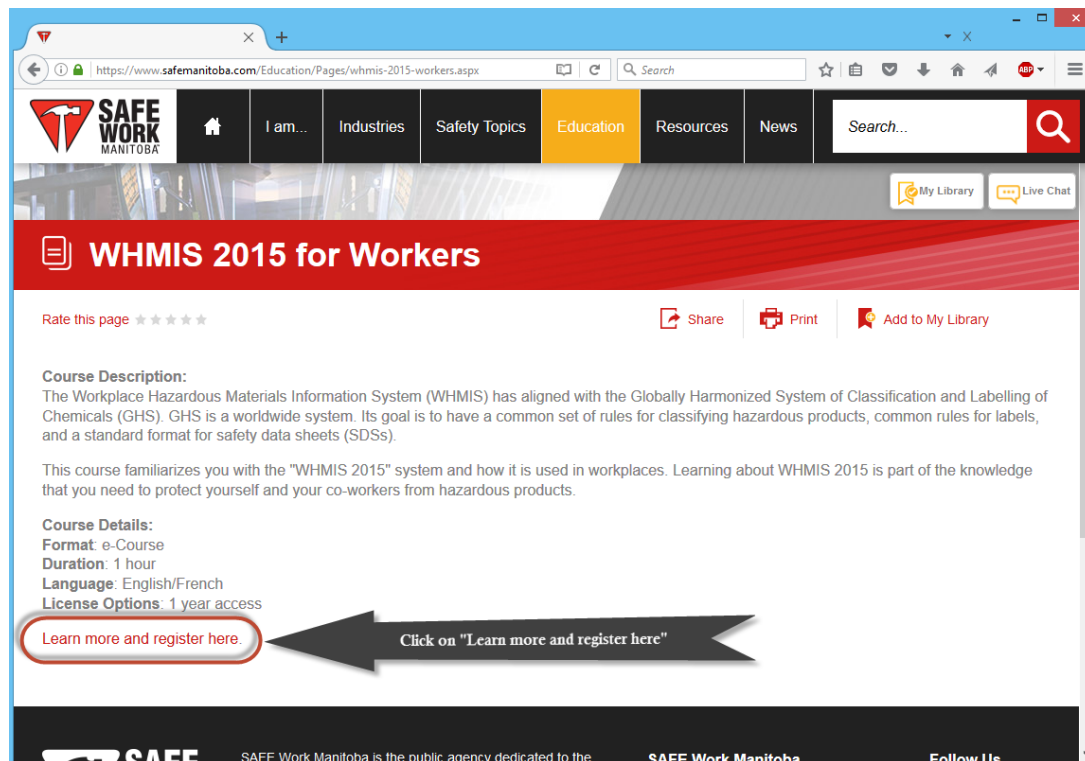 https://www.safemanitoba.com/Education/Pages/whmis-2015-workers.aspx
Search
ABP
SAFE
WORK
MANITOBA
I am...
Industries
Safety Topics
Education
Resources
News
Search...
My Library
Live Chat
WHMIS 2015 for Workers
Rate this page
Share
Print
Add to My Library
Course Description:
The Workplace Hazardous Materials Information System (WHMIS) has aligned with the Globally Harmonized System of Classification and Labelling of
Chemicals (GHS). GHS is a worldwide system. Its goal is to have a common set of rules for classifying hazardous products, common rules for labels,
and a standard format for safety data sheets (SDSs).
This course familiarizes you with the "WHMIS 2015" system and how it is used in workplaces. Learning about WHMIS 2015 is part of the knowledge
that you need to protect yourself and your co-workers from hazardous products.
Course Details:
Format: e-Course
Duration: 1 hour
Language: English/French
License Options: 1 year access
Learn more and register here.
Click on "Learn more and register here"
SAFE
SAFE Work Manitoba is the public agency dedicated to the
SAFE Work Manitoba
Follow Us